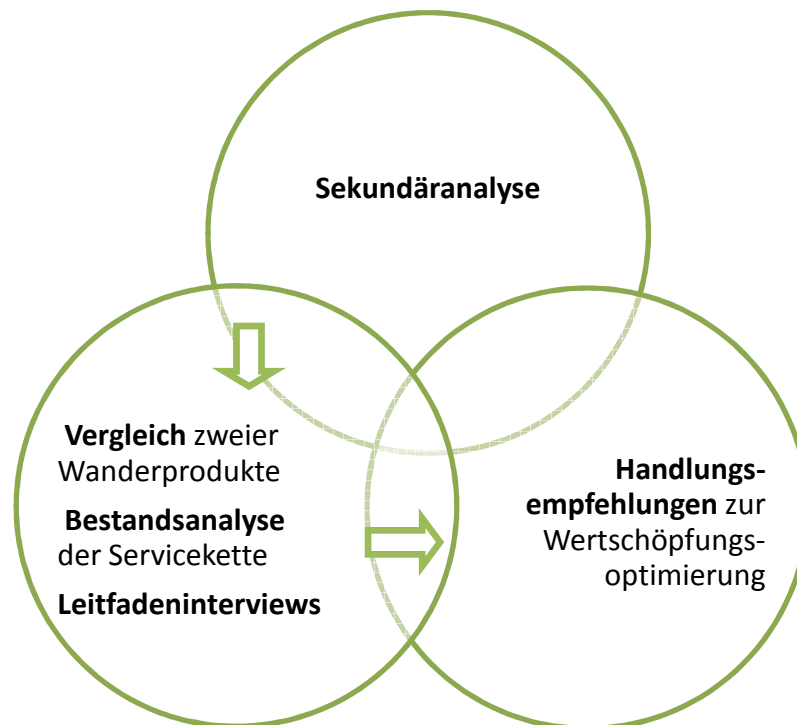 Sekundäranalyse
Vergleich zweier
Wanderprodukte
Bestandsanalyse
der Servicekette
Leitfadeninterviews
Handlungs-
empfehlungen zur
Wertschöpfungs-
optimierung